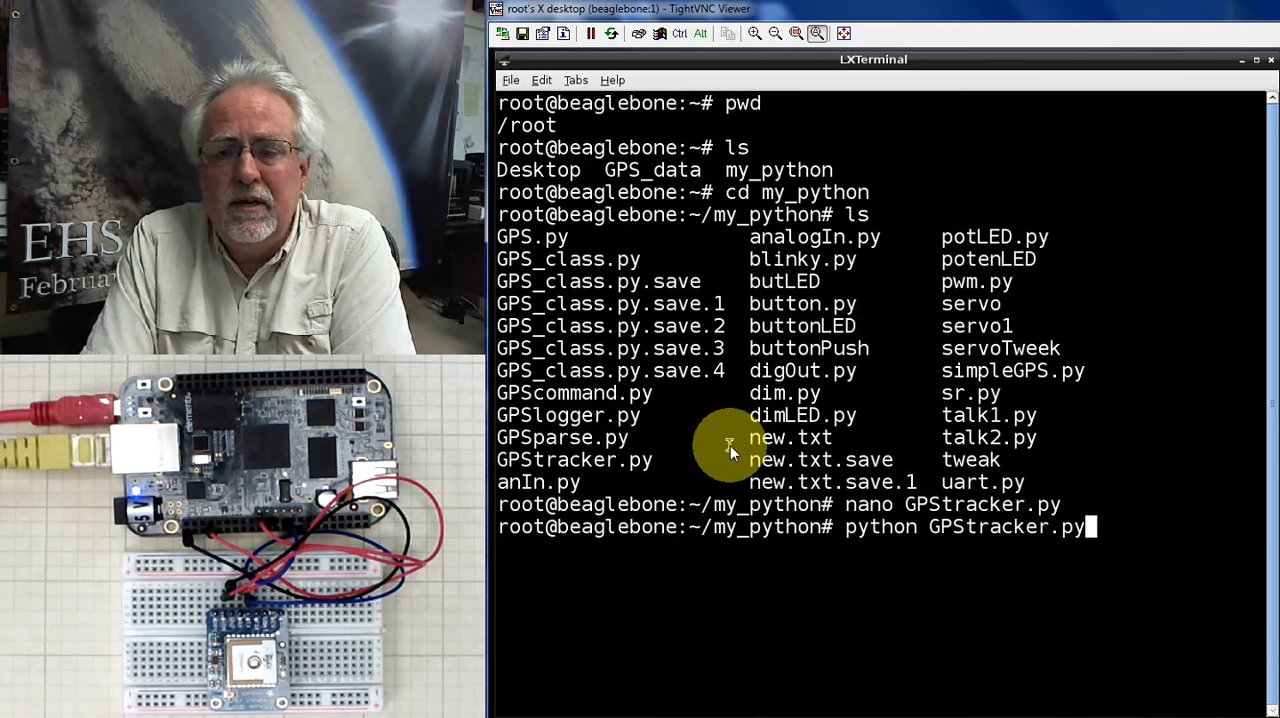 root's X desktop (beaglebone:1) - TightVNC Viewer
Ctrl Alt
LXTerminal
File Edit Tabs Help
root@beaglebone:~# pwd
/root
root@beaglebone:~# ls
Desktop GPS_data my_python
root@beaglebone:~# cd my_python
root@beaglebone:~/my_python# ls
GPS.py analogIn.py potLED.py
GPS_class.py blinky.py potenLED
GPS_class.py.save butLED pwm.py
GPS_class.py.save.1 button.py servo
GPS_class.py.save.2 buttonLED servo1
GPS_class.py.save.3 buttonPush servoTweek
GPS_class.py.save.4 digOut.py simpleGPS.py
GPScommand.py dim.py sr.py
GPSlogger.py dimLED.py talk1.py
GPSparse.py new.txt talk2.py
GPStracker.py new.txt.save tweak
anIn.py new.txt.save.1 uart.py
root@beaglebone:~/my_python# nano GPStracker.py
root@beaglebone:~/my_python# python GPStracker.py
EHS
Februa
5 V